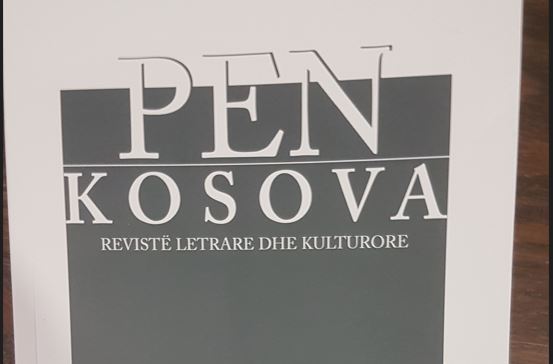 PEN
KOSOVA
REVISTË LETRARE DHE KULTURORE